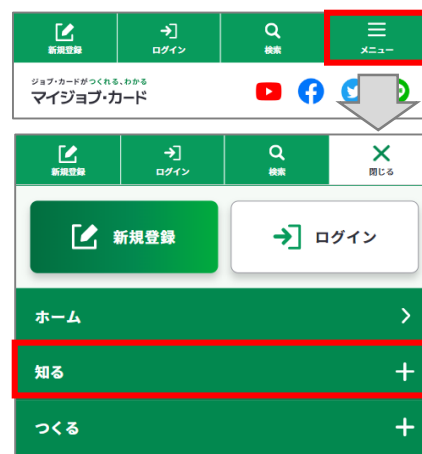 新規登録 ログイン 検索 メニュー
ジョブ・カードがつくれる、わかる
マイジョブ・カード
新規登録 ログイン 検索 閉じる
新規登録 ログイン
ホーム
知る
つくる